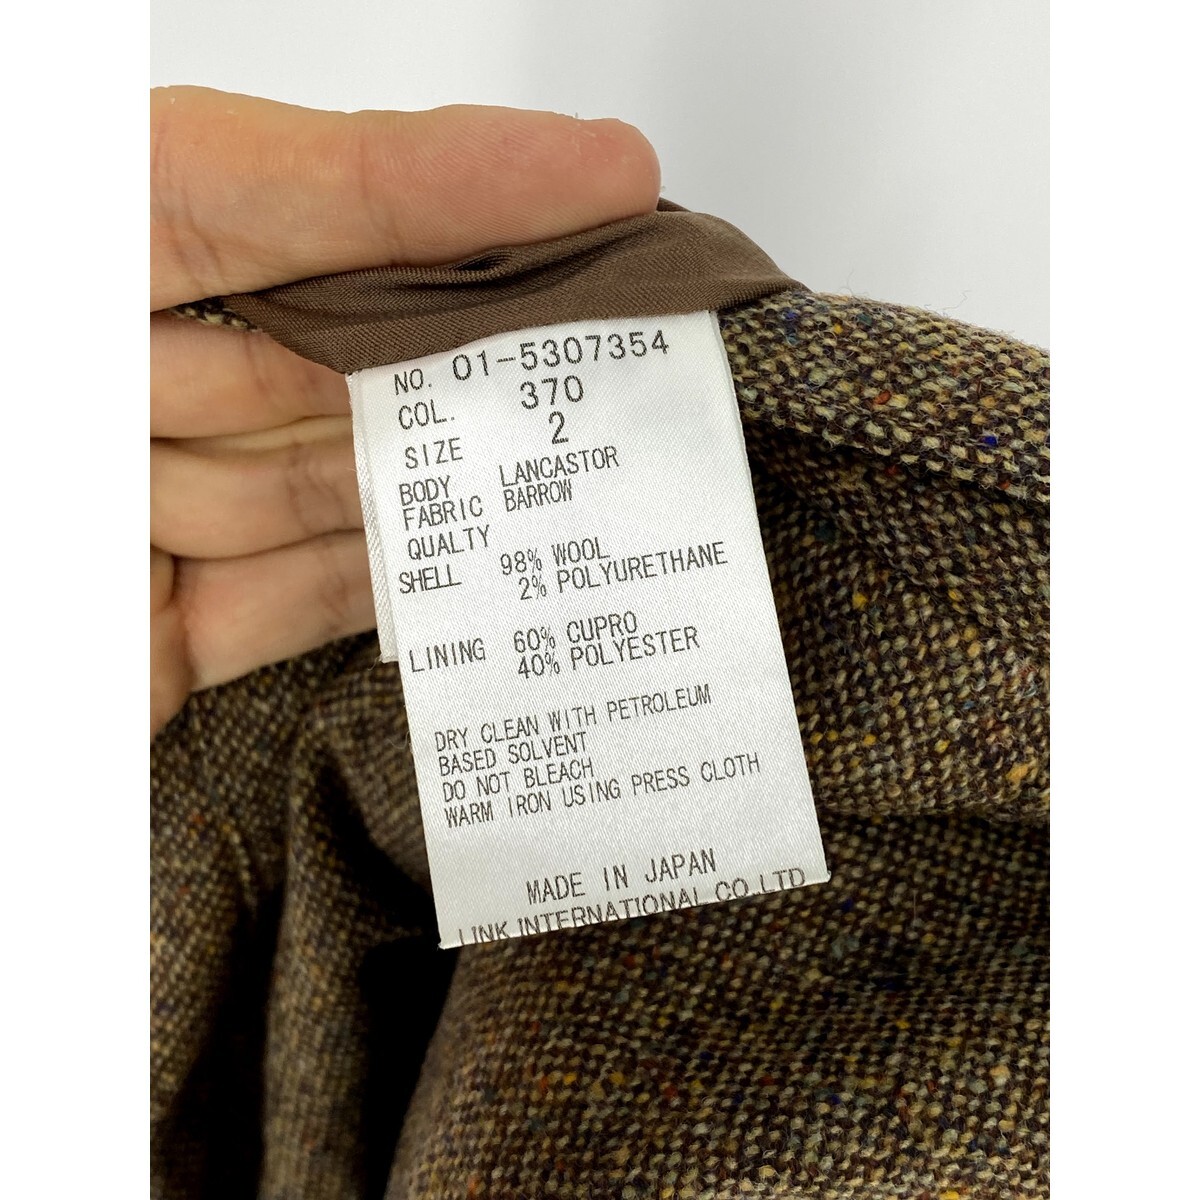 NO. 01-5307354
COL. 370
SIZE 2
BODY LANCASTOR
FABRIC BARROW
QUALTY
SHELL 98% WOOL
2% POLYURETHANE
LINING 60% CUPRO
40% POLYESTER
DRY CLEAN WITH PETROLEUM
BASED SOLVENT
DO NOT BLEACH
WARM IRON USING PRESS CLOTH
MADE IN JAPAN
LINK INTERNATIONAL CO.LTD